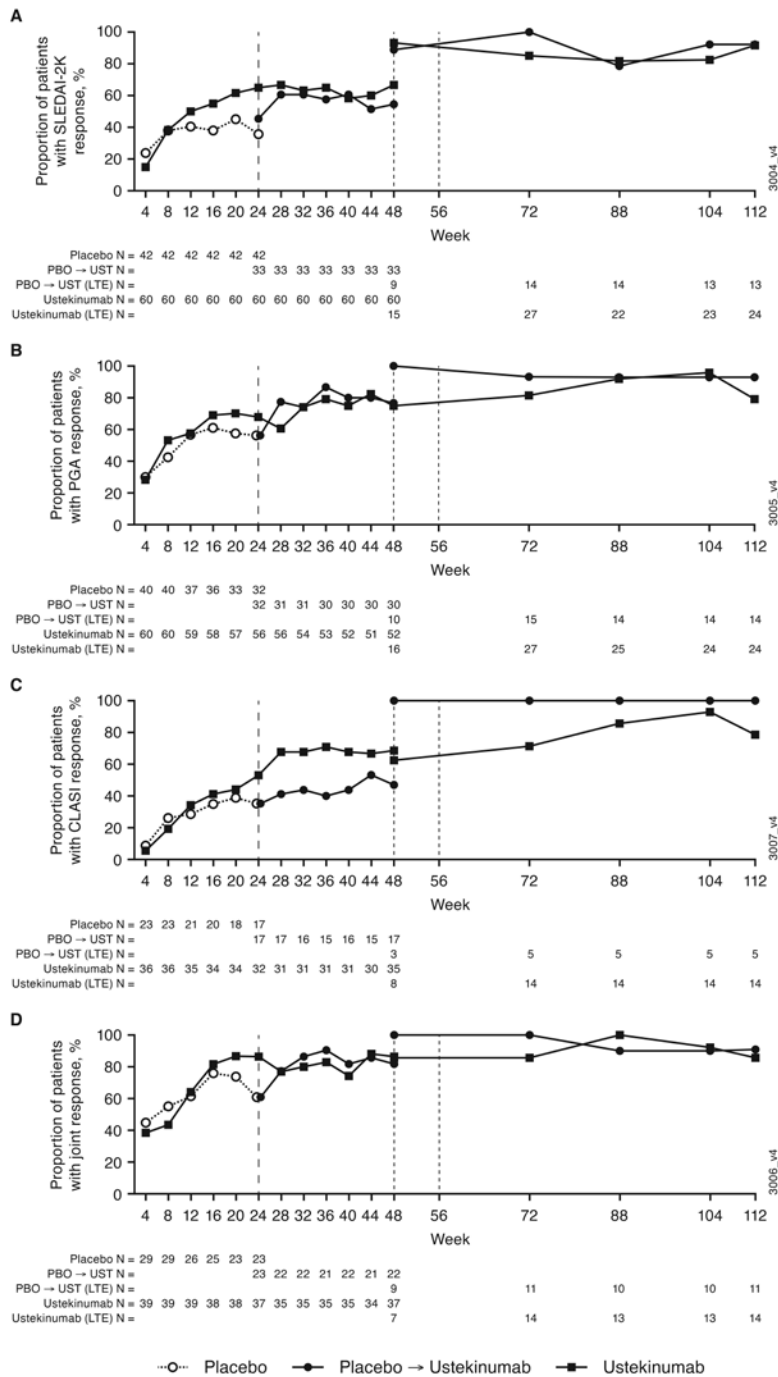 A
Proportion of patients
with SLEDAI-2K
response, %
100
80
60
40
20
0
4 8 12 16 20 24 28 32 36 40 44 48 56 72 88 104 112
Week
3004_v4
Placebo N = 42 42 42 42 42 42
PBO → UST N = 33 33 33 33 33 33 33
PBO → UST (LTE) N = 9 14 14 13 13
Ustekinumab N = 60 60 60 60 60 60 60 60 60 60 60 60
Ustekinumab (LTE) N = 15 27 22 23 24
B
Proportion of patients
with PGA response, %
100
80
60
40
20
0
4 8 12 16 20 24 28 32 36 40 44 48 56 72 88 104 112
Week
3005_v4
Placebo N = 40 40 37 36 33 32
PBO → UST N = 32 31 31 30 30 30 30
PBO → UST (LTE) N = 10 15 14 14 14
Ustekinumab N = 60 60 59 58 57 56 56 54 53 52 51 52
Ustekinumab (LTE) N = 16 27 25 24 24
C
Proportion of patients
with CLASI response, %
100
80
60
40
20
0
4 8 12 16 20 24 28 32 36 40 44 48 56 72 88 104 112
Week
3007_v4
Placebo N = 23 23 21 20 18 17
PBO → UST N = 17 17 16 15 16 15 17
PBO → UST (LTE) N = 3 5 5 5 5
Ustekinumab N = 36 36 35 34 34 32 31 31 31 31 30 35
Ustekinumab (LTE) N = 8 14 14 14 14
D
Proportion of patients
with joint response, %
100
80
60
40
20
0
4 8 12 16 20 24 28 32 36 40 44 48 56 72 88 104 112
Week
3006_v4
Placebo N = 29 29 26 25 23 23
PBO → UST N = 23 22 22 21 22 21 22
PBO → UST (LTE) N = 9 11 10 10 11
Ustekinumab N = 39 39 39 38 38 37 35 35 35 35 34 37
Ustekinumab (LTE) N = 7 14 13 13 14
Placebo Placebo → Ustekinumab Ustekinumab